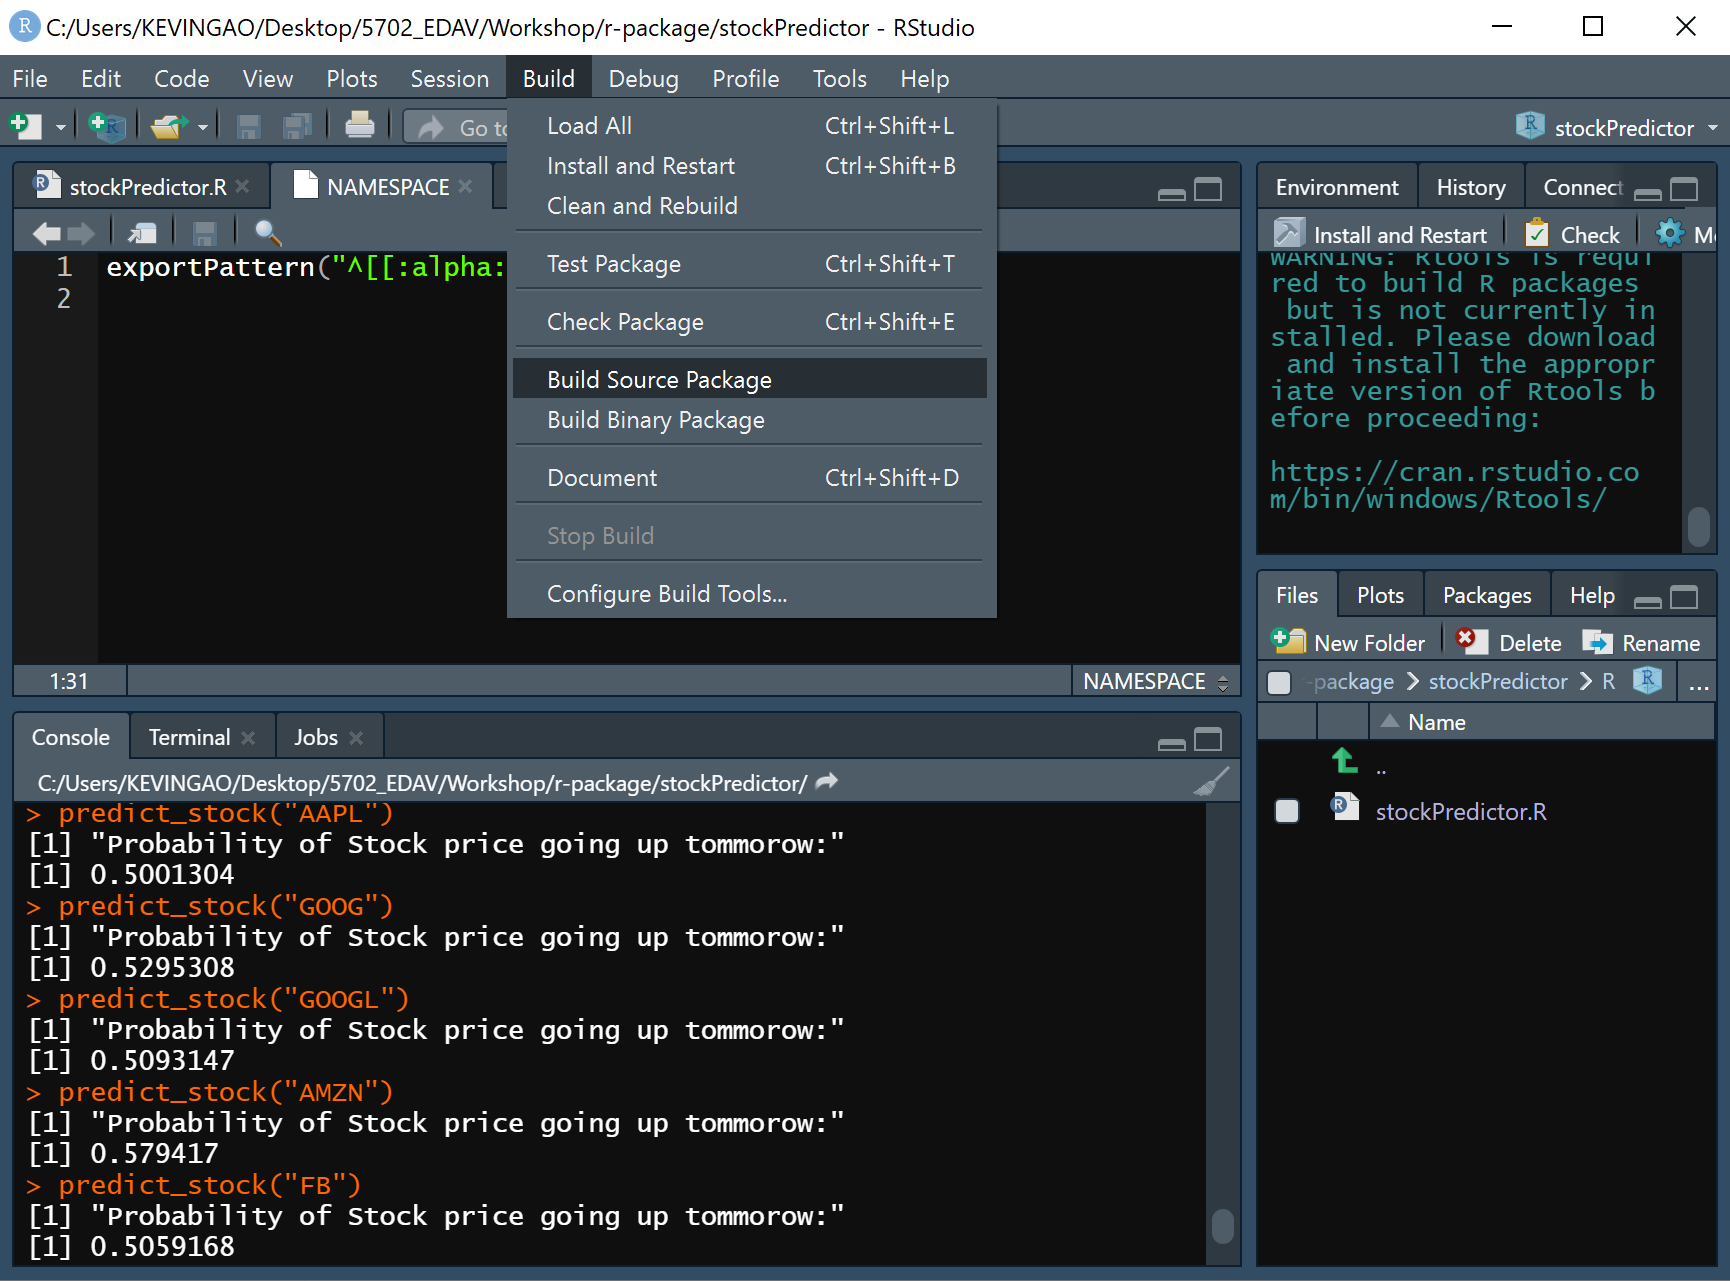 C:/Users/KEVINGAO/Desktop/5702_EDAV/Workshop/r-package/stockPredictor - RStudio
File Edit Code View Plots Session Build Debug Profile Tools Help
Go to
stockPredictor
Load All Ctrl+Shift+L
Install and Restart Ctrl+Shift+B
Clean and Rebuild
Test Package Ctrl+Shift+T
Check Package Ctrl+Shift+E
Build Source Package
Build Binary Package
Document Ctrl+Shift+D
Stop Build
Configure Build Tools...
stockPredictor.R NAMESPACE
1 exportPattern("^[[:alpha:
2
1:31 NAMESPACE
Environment History Connect
Install and Restart Check
WARNING: Rtools is requi
red to build R packages
but is not currently in
stalled. Please download
and install the appropr
iate version of Rtools b
efore proceeding:
https://cran.rstudio.co
m/bin/windows/Rtools/
Console Terminal Jobs
C:/Users/KEVINGAO/Desktop/5702_EDAV/Workshop/r-package/stockPredictor/
> predict_stock("AAPL")
[1] "Probability of Stock price going up tommorow:"
[1] 0.5001304
> predict_stock("GOOG")
[1] "Probability of Stock price going up tommorow:"
[1] 0.5295308
> predict_stock("GOOGL")
[1] "Probability of Stock price going up tommorow:"
[1] 0.5093147
> predict_stock("AMZN")
[1] "Probability of Stock price going up tommorow:"
[1] 0.579417
> predict_stock("FB")
[1] "Probability of Stock price going up tommorow:"
[1] 0.5059168
Files Plots Packages Help
New Folder Delete Rename
-package stockPredictor R ...
Name
..
stockPredictor.R